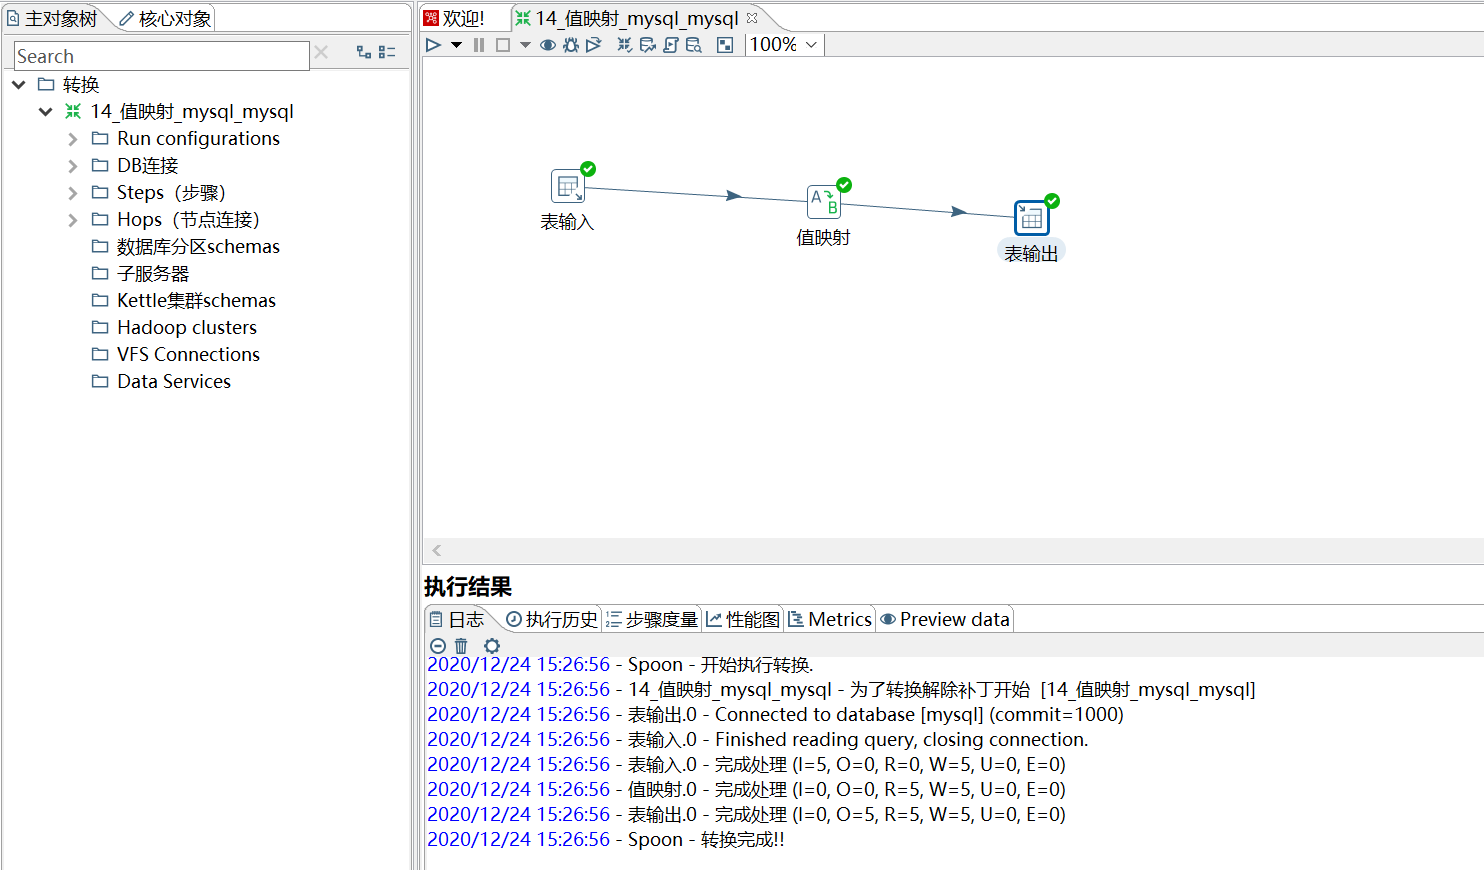 主对象树 核心对象
Search
转换
14_值映射_mysql_mysql
Run configurations
DB连接
Steps（步骤）
Hops（节点连接）
数据库分区schemas
子服务器
Kettle集群schemas
Hadoop clusters
VFS Connections
Data Services
欢迎! 14_值映射_mysql_mysql
100%
表输入
A B
值映射
表输出
执行结果
日志 执行历史 步骤度量 性能图 Metrics Preview data
2020/12/24 15:26:56 - Spoon - 开始执行转换.
2020/12/24 15:26:56 - 14_值映射_mysql_mysql - 为了转换解除补丁开始  [14_值映射_mysql_mysql]
2020/12/24 15:26:56 - 表输出.0 - Connected to database [mysql] (commit=1000)
2020/12/24 15:26:56 - 表输入.0 - Finished reading query, closing connection.
2020/12/24 15:26:56 - 表输入.0 - 完成处理 (I=5, O=0, R=0, W=5, U=0, E=0)
2020/12/24 15:26:56 - 值映射.0 - 完成处理 (I=0, O=0, R=5, W=5, U=0, E=0)
2020/12/24 15:26:56 - 表输出.0 - 完成处理 (I=0, O=5, R=5, W=5, U=0, E=0)
2020/12/24 15:26:56 - Spoon - 转换完成!!